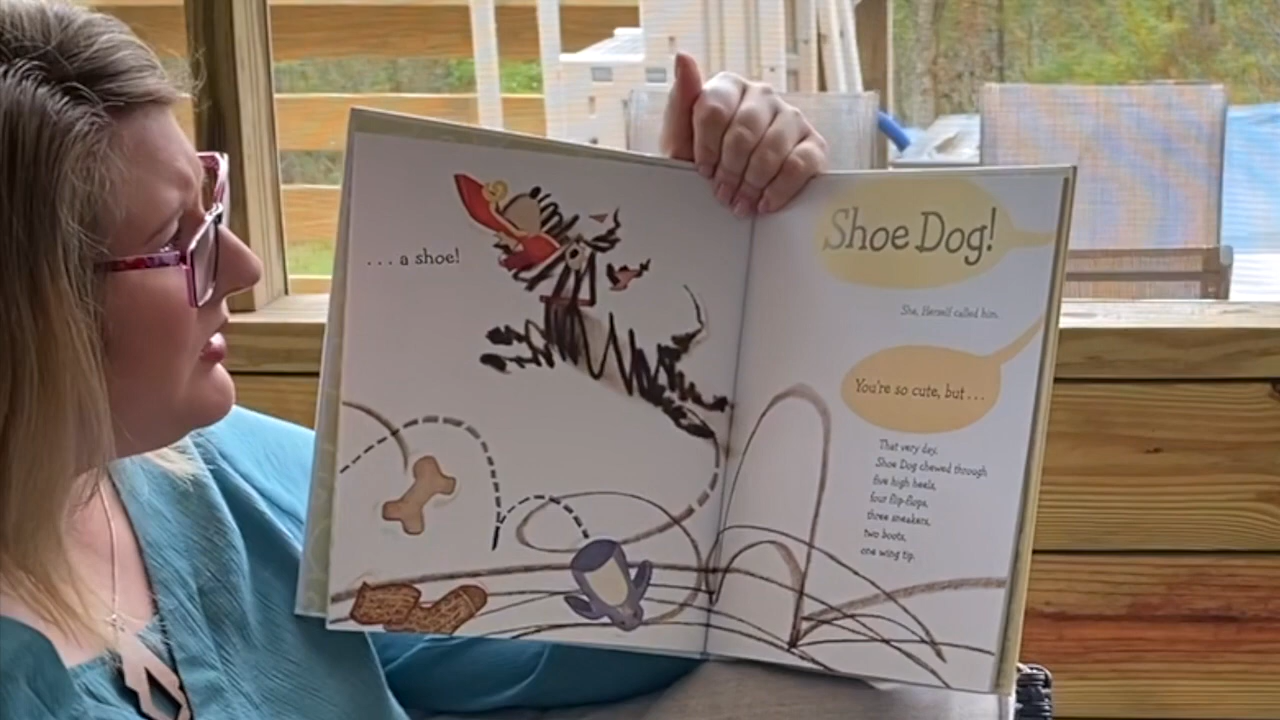 . . . a shoe!
Shoe Dog!
She, Herself called him.
You're so cute, but . . .
That very day,
Shoe Dog chewed through
five high heels,
four flip-flops,
three sneakers,
two boots,
one wing tip.